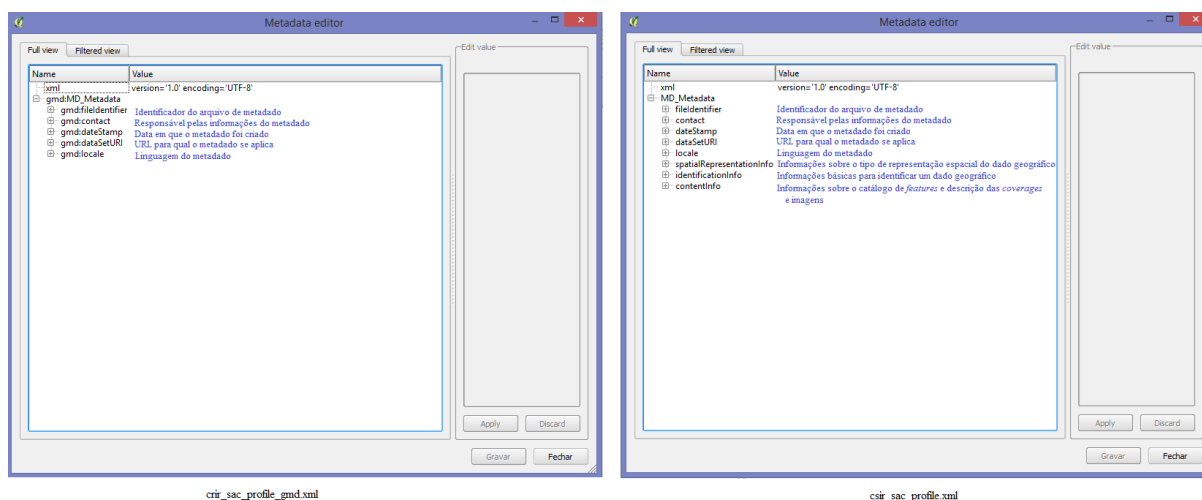 Metadata editor
Full view Filtered view
Name Value
xml version='1.0' encoding='UTF-8'
gmd:MD_Metadata
gmd:fileIdentifier Identificador do arquivo de metadado
gmd:contact Responsável pelas informações do metadado
gmd:dateStamp Data em que o metadado foi criado
gmd:dataSetURI URL para qual o metadado se aplica
gmd:locale Linguagem do metadado
Edit value
Apply Discard
Gravar Fechar
crir_sac_profile_gmd.xml
Metadata editor
Full view Filtered view
Name Value
xml version='1.0' encoding='UTF-8'
MD_Metadata
fileIdentifier Identificador do arquivo de metadado
contact Responsável pelas informações do metadado
dateStamp Data em que o metadado foi criado
dataSetURI URL para qual o metadado se aplica
locale Linguagem do metadado
spatialRepresentationInfo Informações sobre o tipo de representação espacial do dado geográfico
identificationInfo Informações básicas para identificar um dado geográfico
contentInfo Informações sobre o catálogo de features e descrição das coverages
e imagens
Edit value
Apply Discard
Gravar Fechar
csir_sac_profile.xml